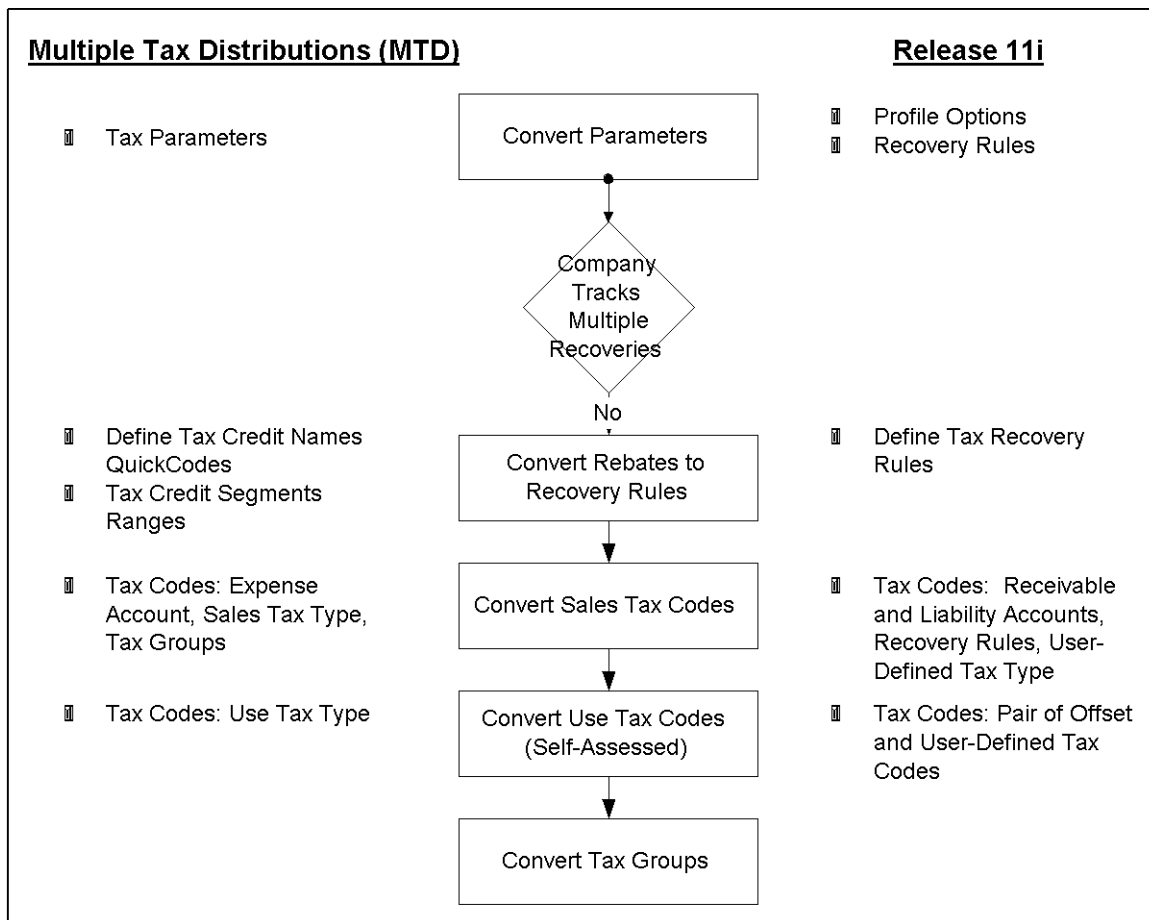 Multiple Tax Distributions (MTD)
Release 11i
Tax Parameters
Convert Parameters
Profile Options
Recovery Rules
Company
Tracks
Multiple
Recoveries
No
Define Tax Credit Names
QuickCodes
Tax Credit Segments
Ranges
Convert Rebates to
Recovery Rules
Define Tax Recovery
Rules
Tax Codes: Expense
Account, Sales Tax Type,
Tax Groups
Convert Sales Tax Codes
Tax Codes:  Receivable
and Liability Accounts,
Recovery Rules, User-
Defined Tax Type
Tax Codes: Use Tax Type
Convert Use Tax Codes
(Self-Assessed)
Tax Codes: Pair of Offset
and User-Defined Tax
Codes
Convert Tax Groups